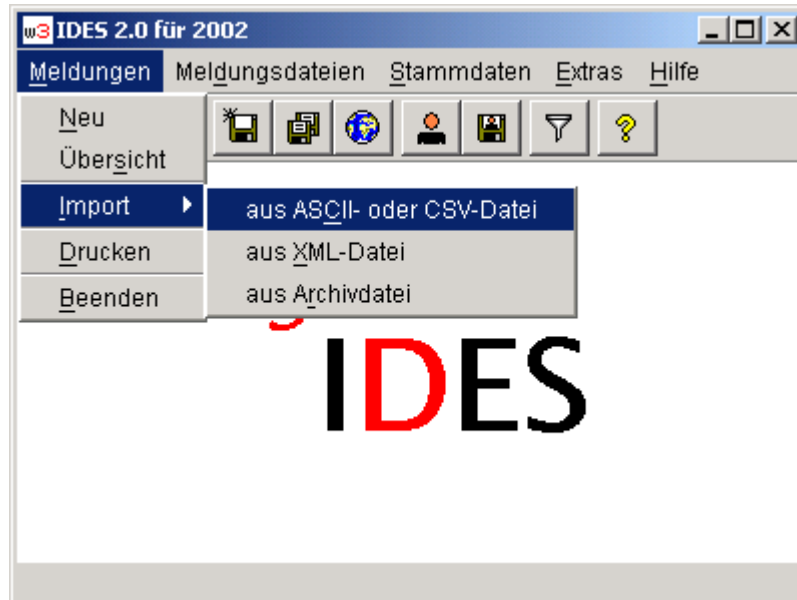 w3 IDES 2.0 für 2002
Meldungen Meldungsdateien Stammdaten Extras Hilfe
Neu
Übersicht
Import
aus ASCII- oder CSV-Datei
Drucken
aus XML-Datei
Beenden
aus Archivdatei
IDES